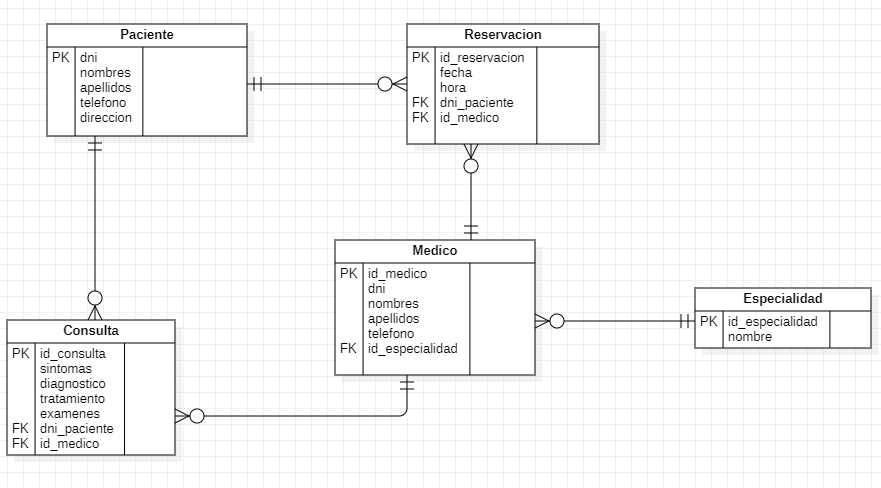 Paciente
PK dni
nombres
apellidos
telefono
direccion
Reservacion
PK id_reservacion
fecha
hora
FK dni_paciente
FK id_medico
Medico
PK id_medico
dni
nombres
apellidos
telefono
FK id_especialidad
Especialidad
PK id_especialidad
nombre
Consulta
PK id_consulta
sintomas
diagnostico
tratamiento
examenes
FK dni_paciente
FK id_medico